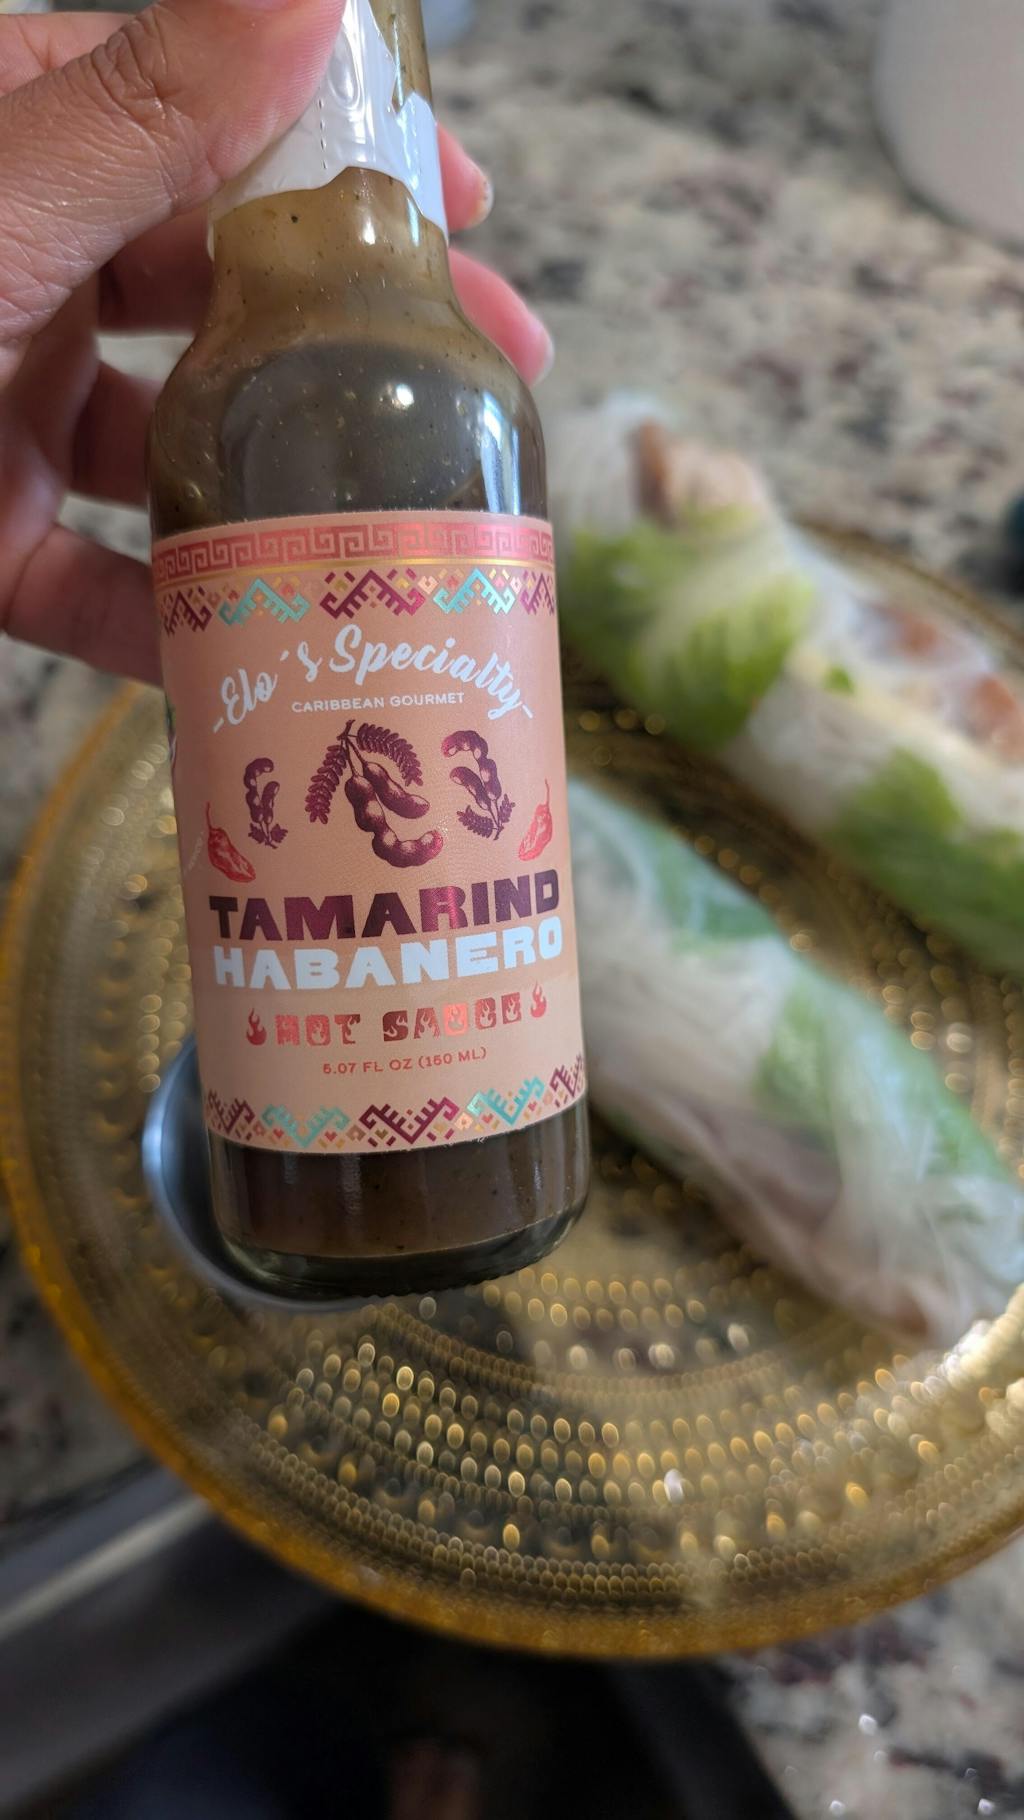 -Elo´s Specialty-
CARIBBEAN GOURMET
TAMARIND
HABANERO
HOT SAUCE
5.07 FL OZ (150 ML)